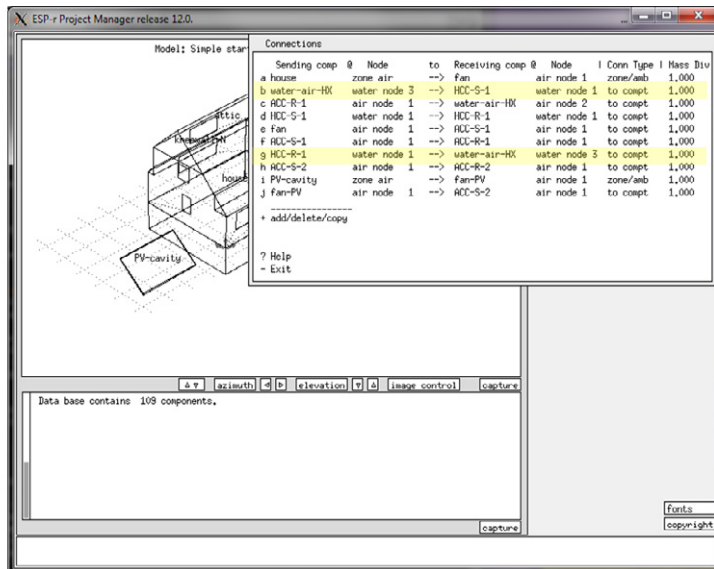 ESP-r Project Manager release 12.0.
Model: Simple star
Connections
Sending comp @ Node to Receiving comp @ Node | Conn Type | Mass Div
a house zone air --> fan air node 1 zone/amb 1.000
b water-air-HX water node 3 --> HCC-S-1 water node 1 to compt 1.000
c ACC-R-1 air node 1 --> water-air-HX air node 2 to compt 1.000
d HCC-S-1 water node 1 --> HCC-R-1 water node 1 to compt 1.000
e fan air node 1 --> ACC-S-1 air node 1 to compt 1.000
f ACC-S-1 air node 1 --> ACC-R-1 air node 1 to compt 1.000
g HCC-R-1 water node 1 --> water-air-HX water node 3 to compt 1.000
h ACC-S-2 air node 1 --> ACC-R-2 air node 1 to compt 1.000
i PV-cavity zone air --> fan-PV air node 1 zone/amb 1.000
j fan-PV air node 1 --> ACC-S-2 air node 1 to compt 1.000
+ add/delete/copy
? Help
- Exit
attic
hous
PV-cavity
azimuth elevation image control capture
Data base contains 109 components.
capture
fonts
copyright